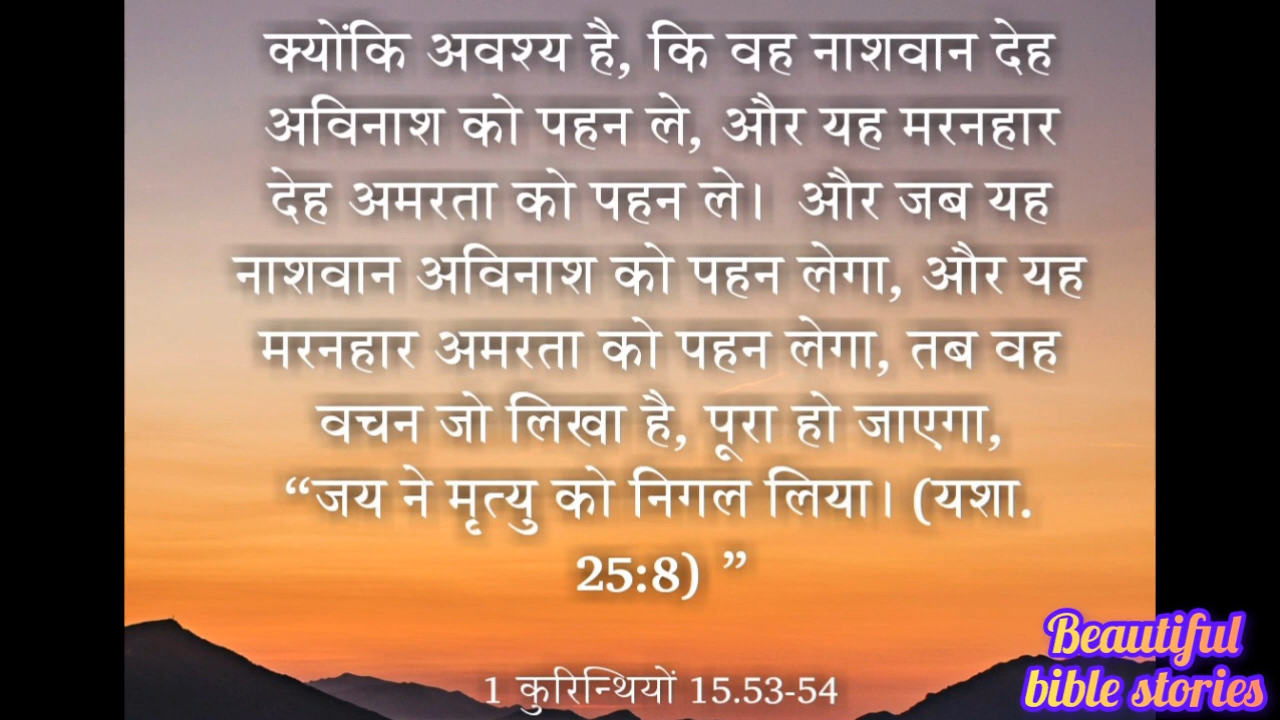 क्योंकि अवश्य है, कि वह नाशवान देह
अविनाश को पहन ले, और यह मरनहार
देह अमरता को पहन ले। और जब यह
नाशवान अविनाश को पहन लेगा, और यह
मरनहार अमरता को पहन लेगा, तब वह
वचन जो लिखा है, पूरा हो जाएगा,
“जय ने मृत्यु को निगल लिया। (यशा.
25:8) ”
1 कुरिन्थियों 15.53-54
Beautiful
bible stories